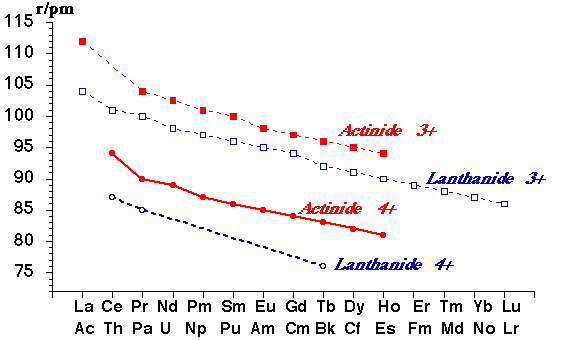 r/pm
115
110
105
100
95
90
85
80
75
Actinide 3+
Lanthanide 3+
Actinide 4+
Lanthanide 4+
La Ce Pr Nd Pm Sm Eu Gd Tb Dy Ho Er Tm Yb Lu
Ac Th Pa U Np Pu Am Cm Bk Cf Es Fm Md No Lr